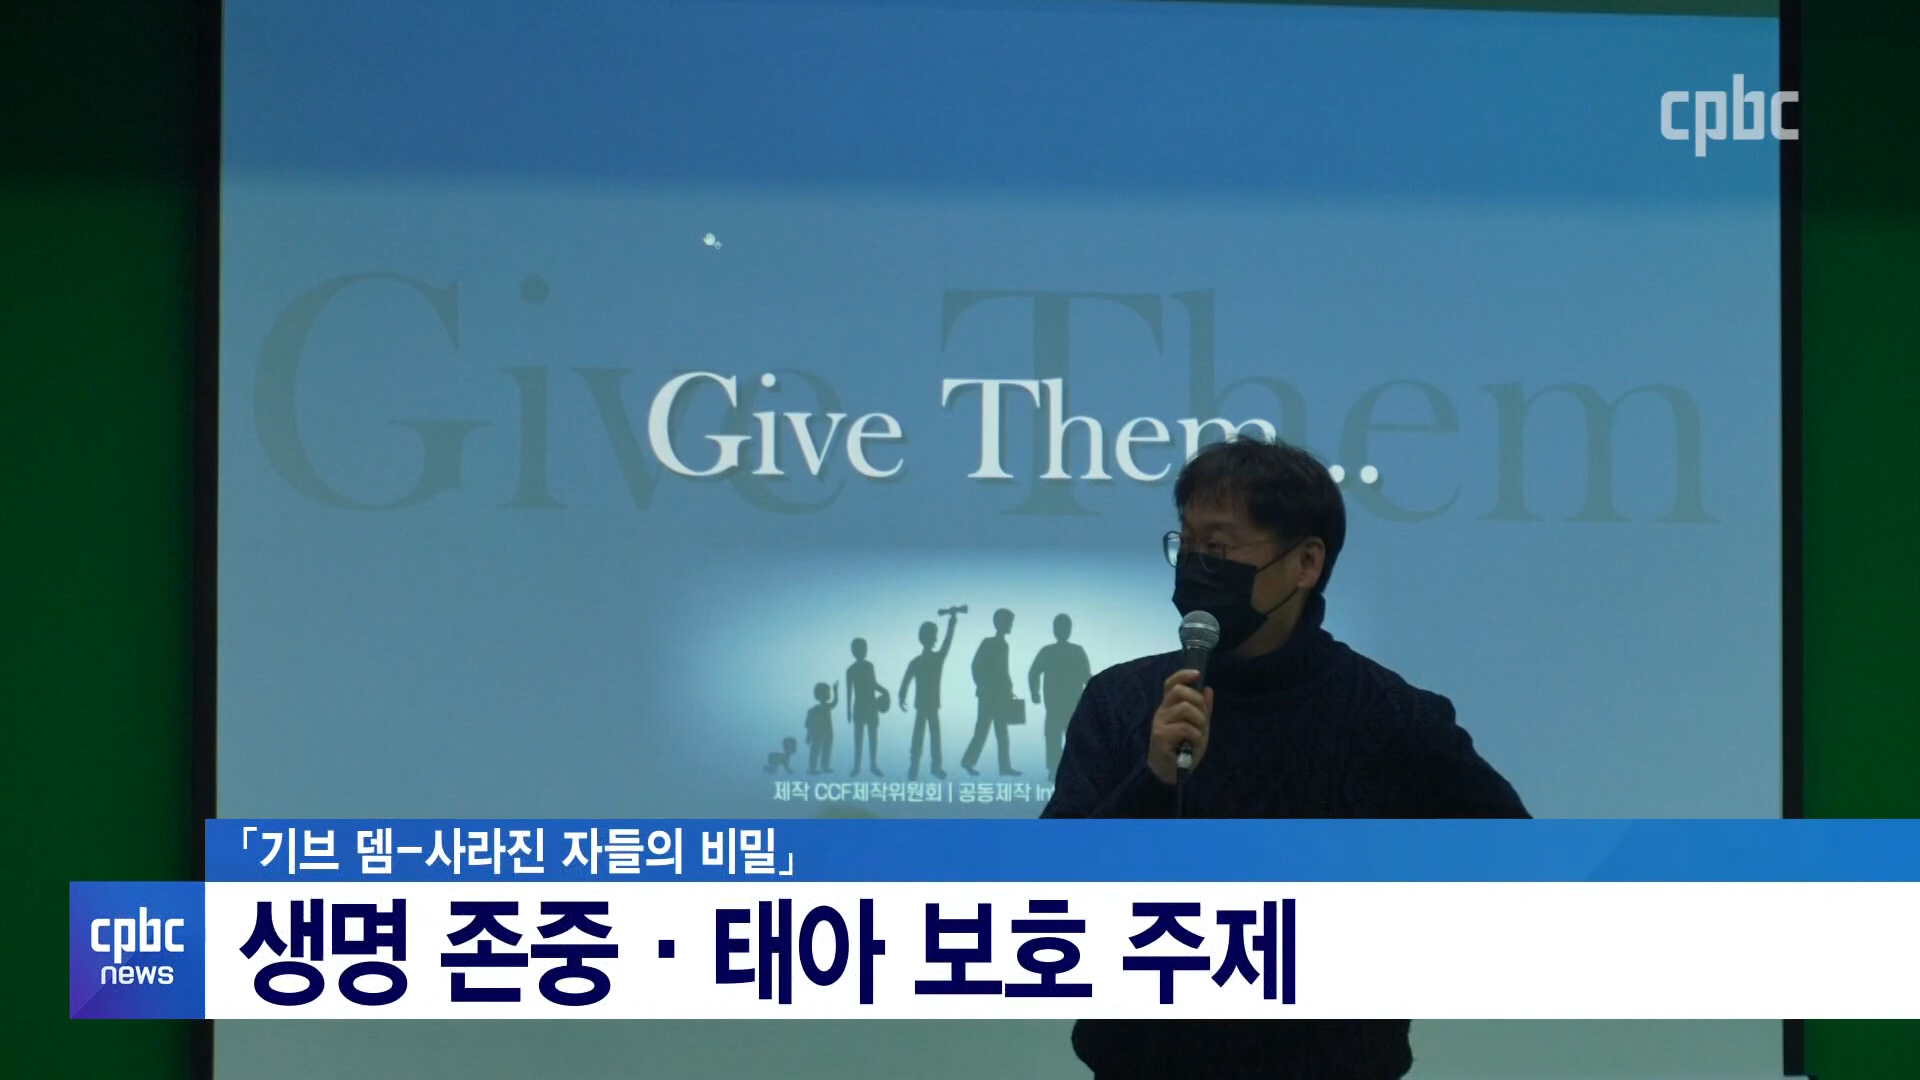 cpbc
Give Them
Give The ...
제작 CCF제작위원회 | 공동제작
「기브 뎀-사라진 자들의 비밀」
cpbc
news
생명 존중 · 태아 보호 주제